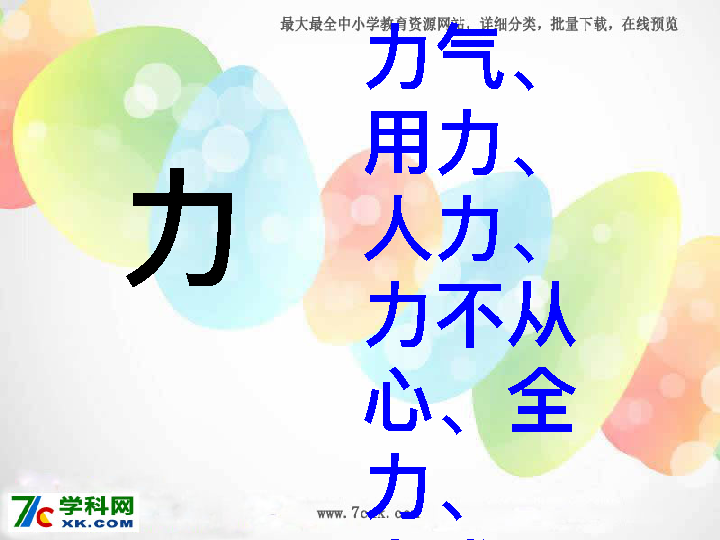 最大最全中小学教育资源网站，详细分类，批量下载，在线预览
力
力气、
用力、
人力、
力不从
心、全
力、
学科网
XK.COM